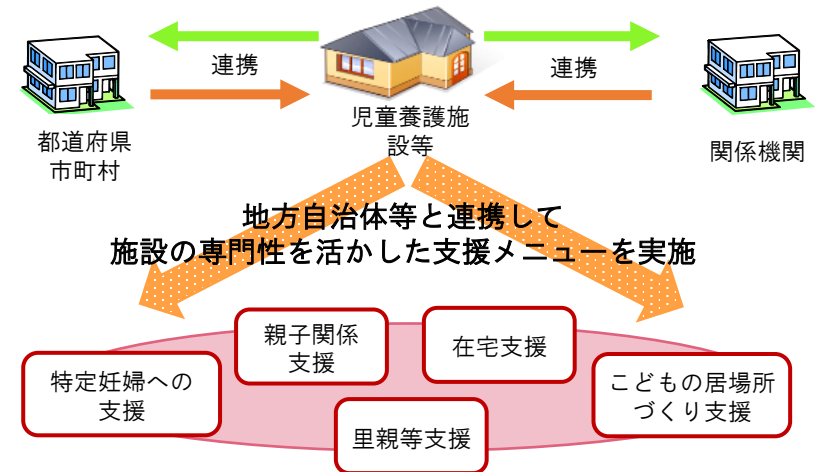 連携
連携
都道府県
市町村
児童養護施
設等
関係機関
地方自治体等と連携して
施設の専門性を活かした支援メニューを実施
親子関係
支援
在宅支援
特定妊婦への
支援
こどもの居場所
づくり支援
里親等支援